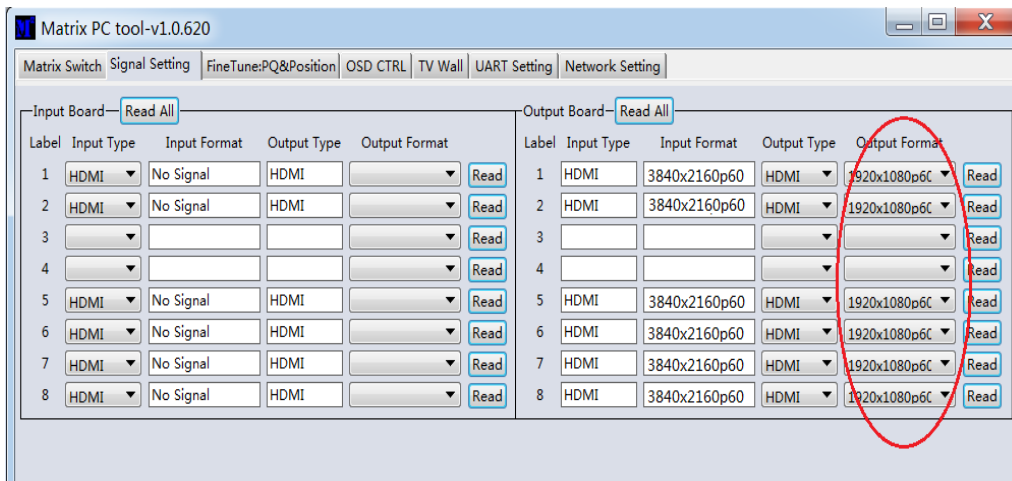 Matrix PC tool-v1.0.620
Matrix Switch Signal Setting FineTune:PQ&Position OSD CTRL TV Wall UART Setting Network Setting
Input Board Read All Output Board Read All
Label Input Type Input Format Output Type Output Format Label Input Type Input Format Output Type Output Format
1 HDMI No Signal HDMI Read 1 HDMI 3840x2160p60 HDMI 1920x1080p6C Read
2 HDMI No Signal HDMI Read 2 HDMI 3840x2160p60 HDMI 1920x1080p6C Read
3 Read 3 Read
4 Read 4 Read
5 HDMI No Signal HDMI Read 5 HDMI 3840x2160p60 HDMI 1920x1080p6C Read
6 HDMI No Signal HDMI Read 6 HDMI 3840x2160p60 HDMI 1920x1080p6C Read
7 HDMI No Signal HDMI Read 7 HDMI 3840x2160p60 HDMI 1920x1080p6C Read
8 HDMI No Signal HDMI Read 8 HDMI 3840x2160p60 HDMI 1920x1080p6C Read